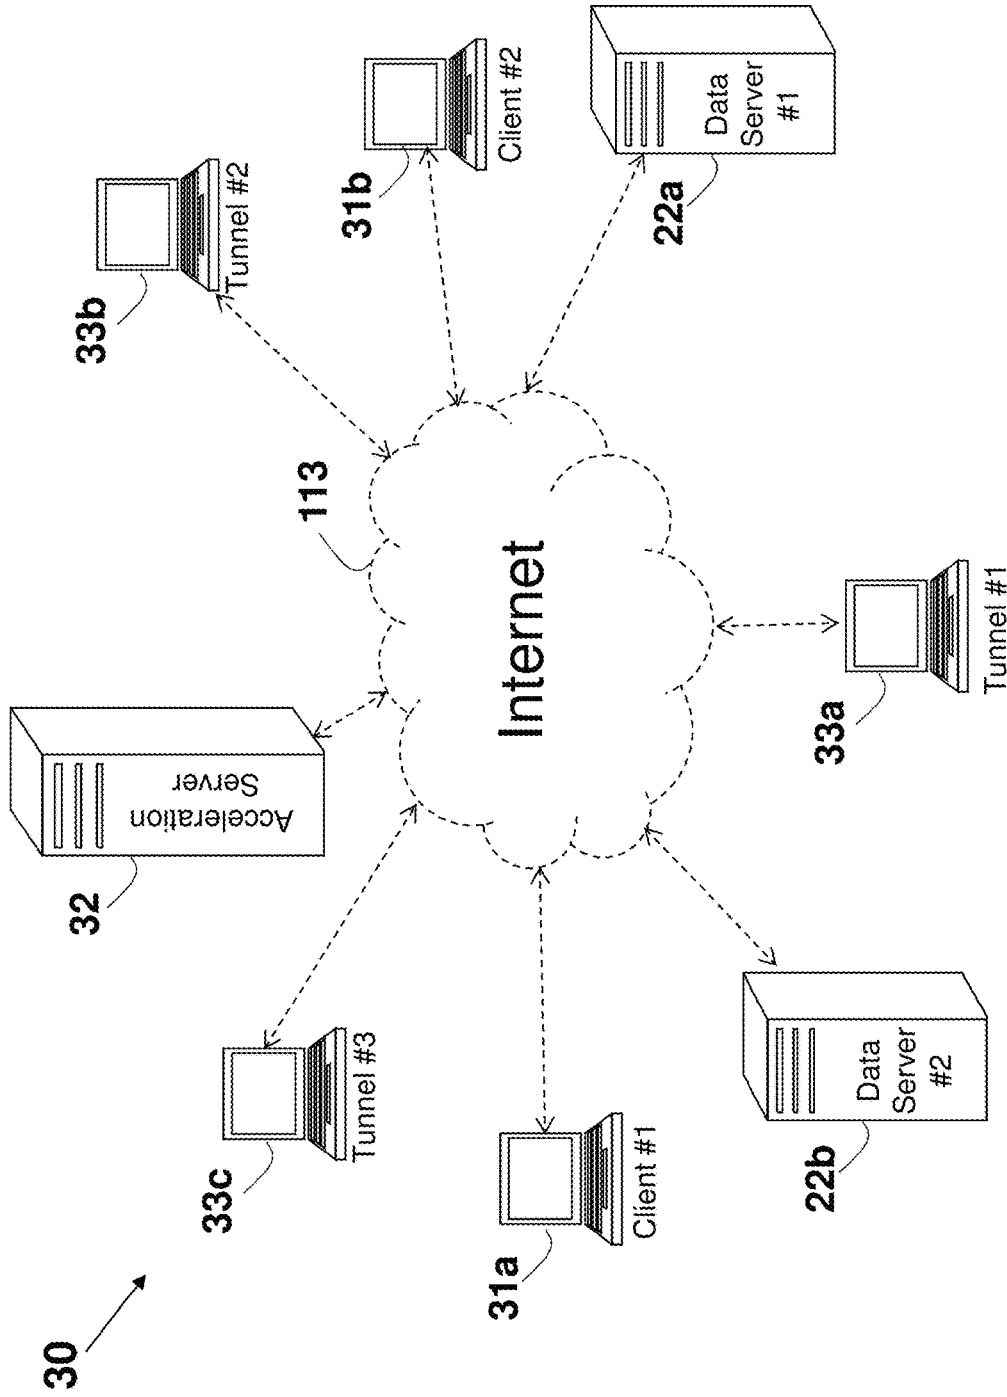 30
31a
Client #1
33c
Tunnel #3
32
Acceleration
Server
22b
Data
Server
#2
113
Internet
33a
Tunnel #1
33b
Tunnel #2
31b
Client #2
22a
Data
Server
#1